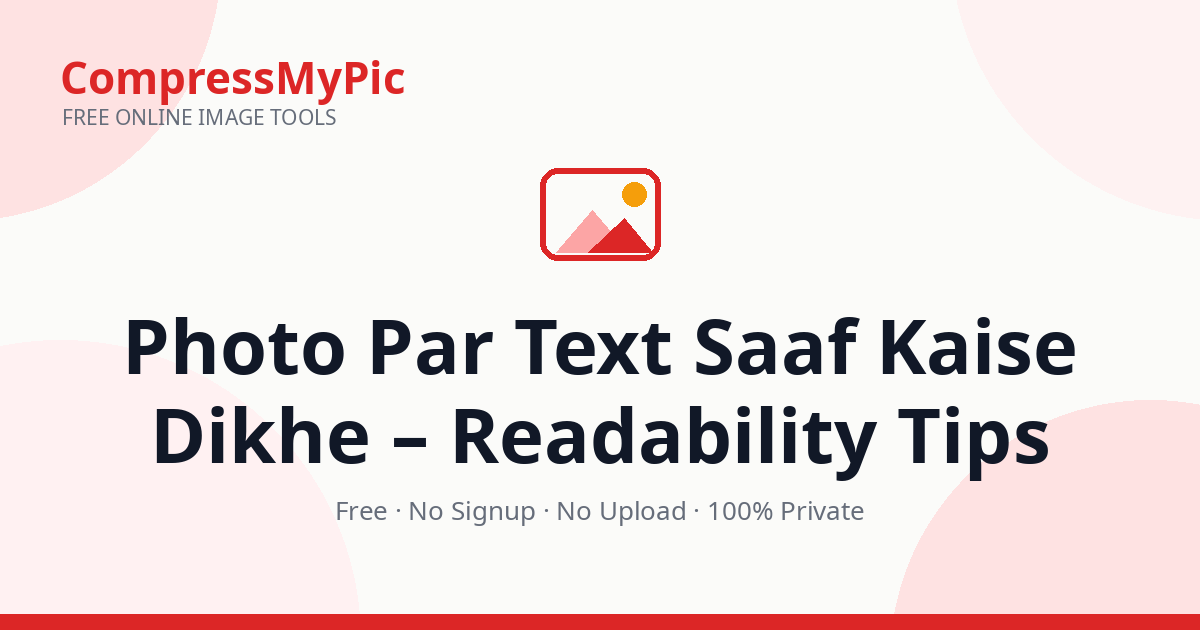 CompressMyPic
FREE ONLINE IMAGE TOOLS
Photo Par Text Saaf Kaise
Dikhe – Readability Tips
Free · No Signup · No Upload · 100% Private